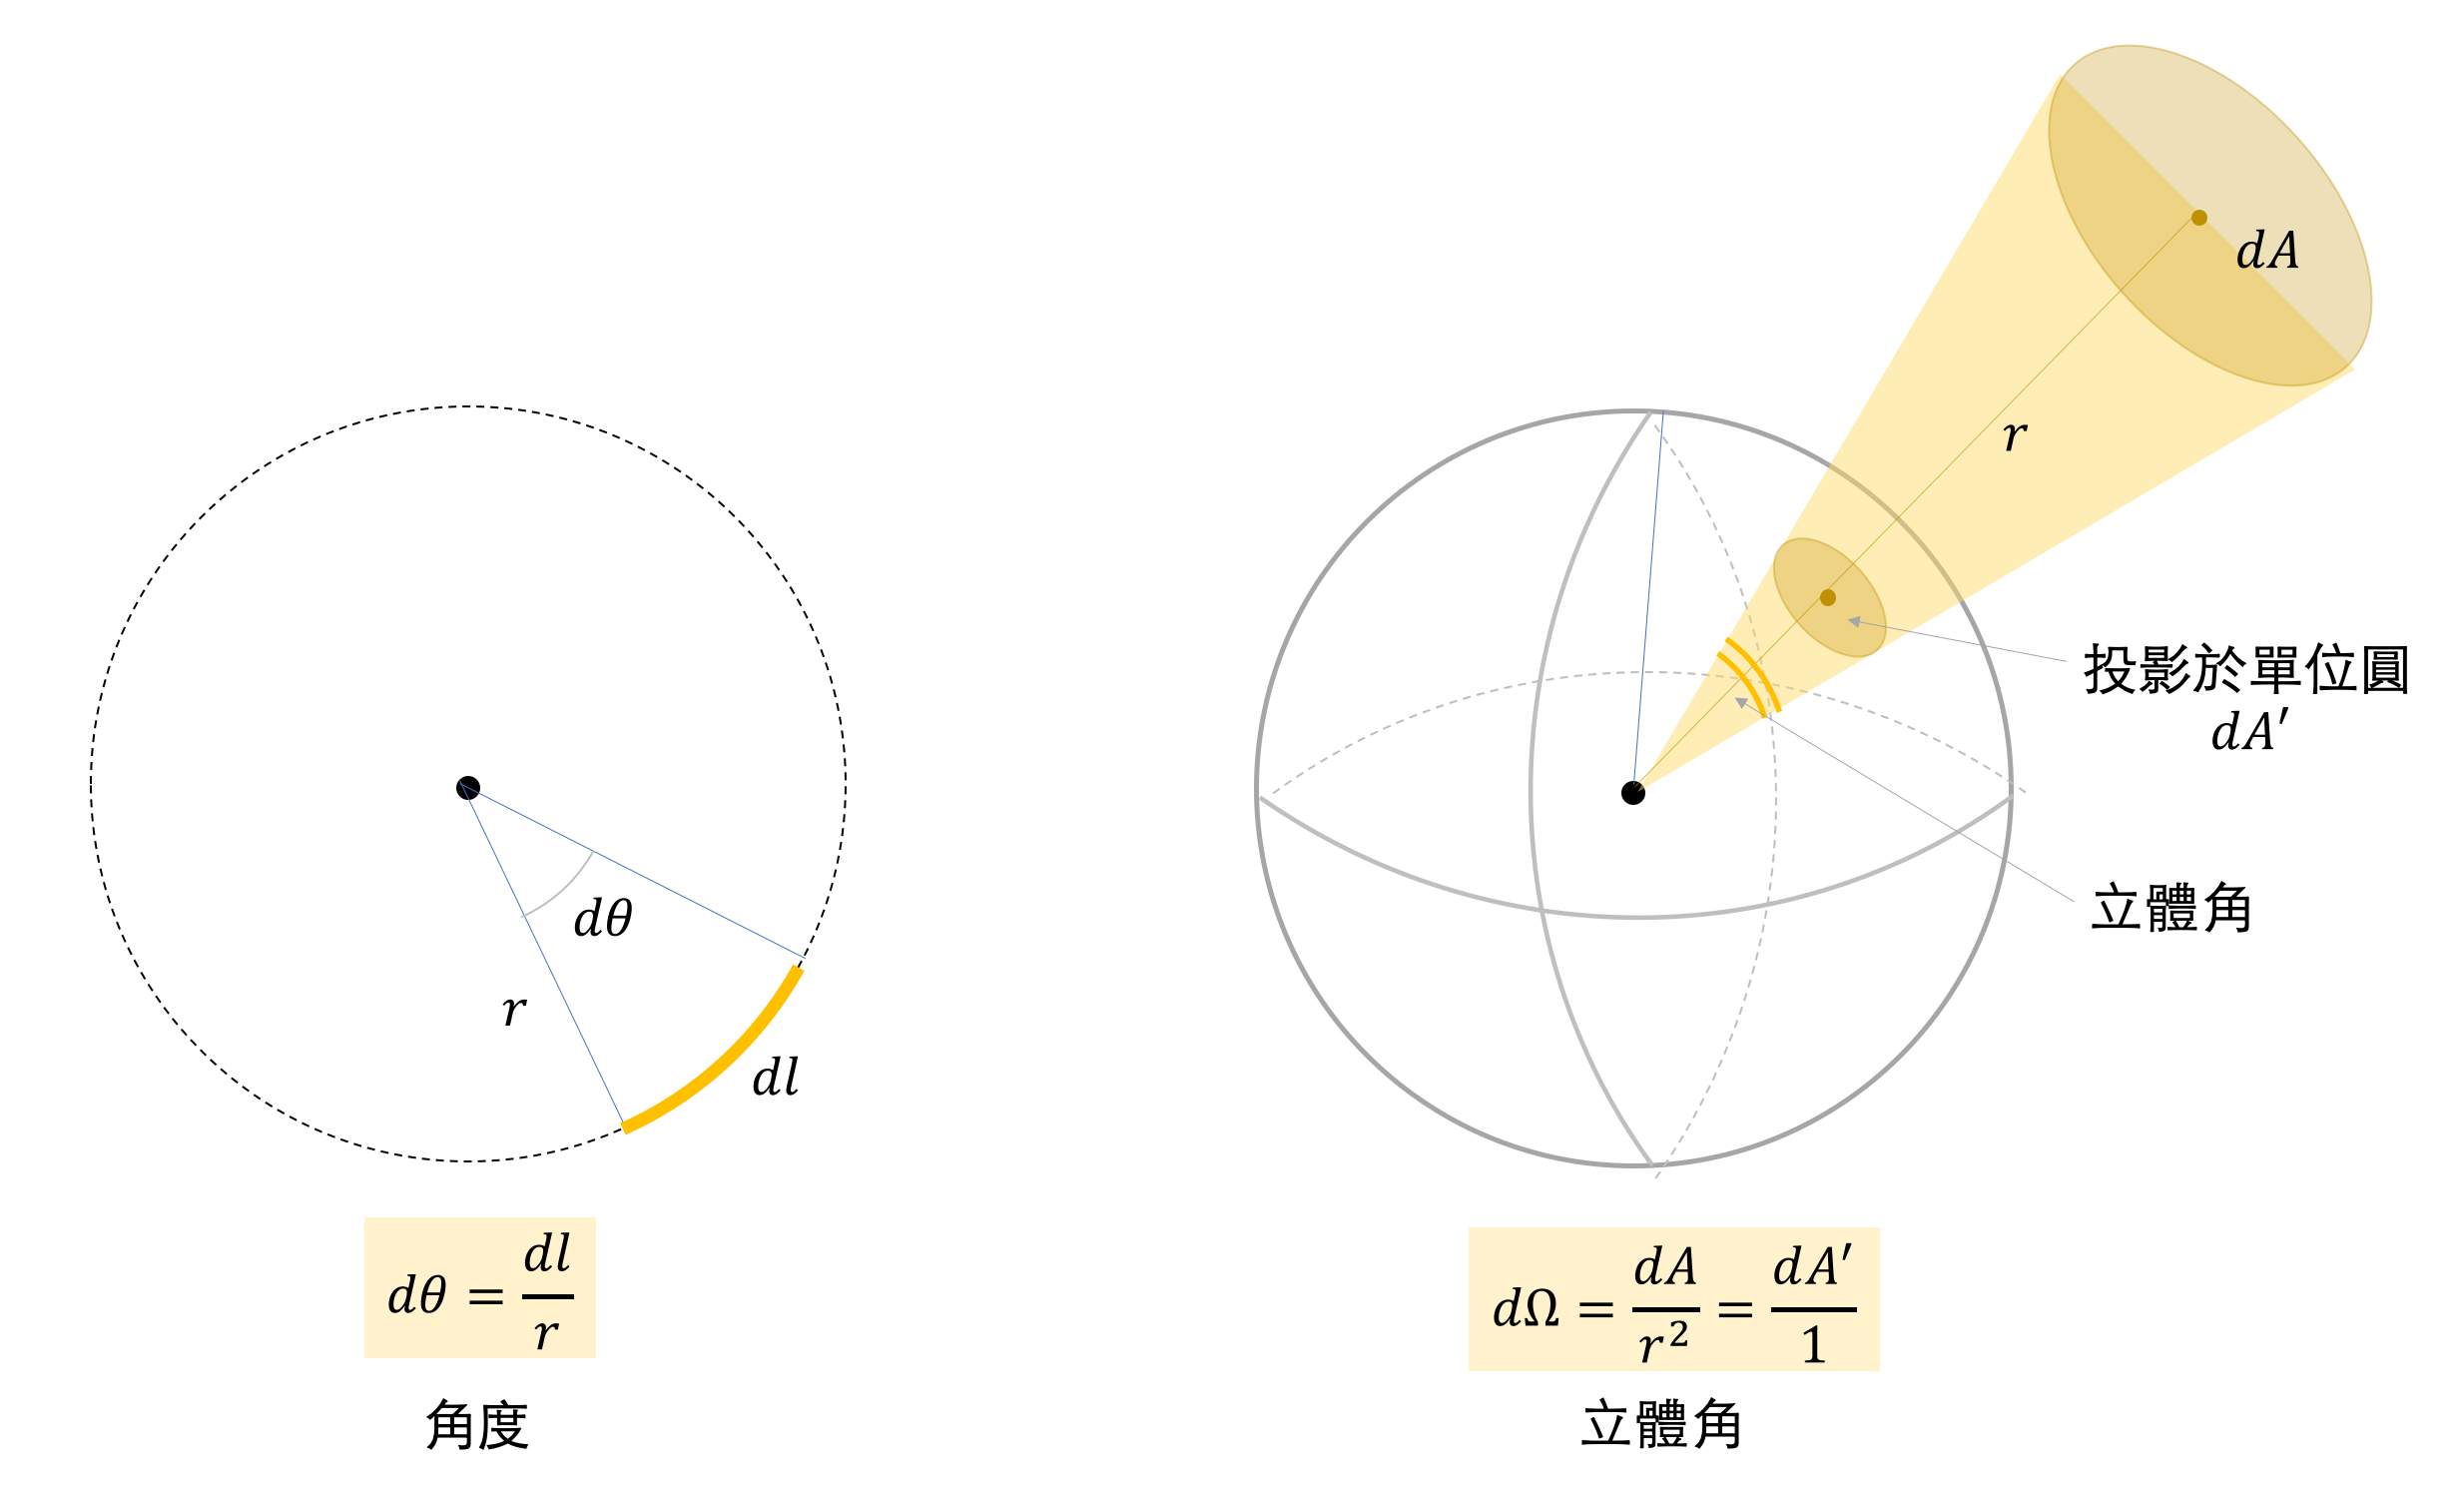 dθ
r
dl
dθ = dl/r
角度
dA
r
投影於單位圓
dA′
立體角
dΩ = dA/r² = dA′/1
立體角